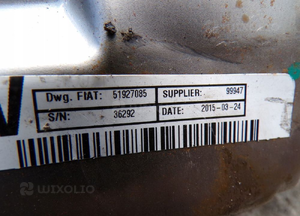 Dwg. FIAT: 51927085 SUPPLIER: 99947
S/N: 36292 DATE: 2015-03-24
WIXOLIO